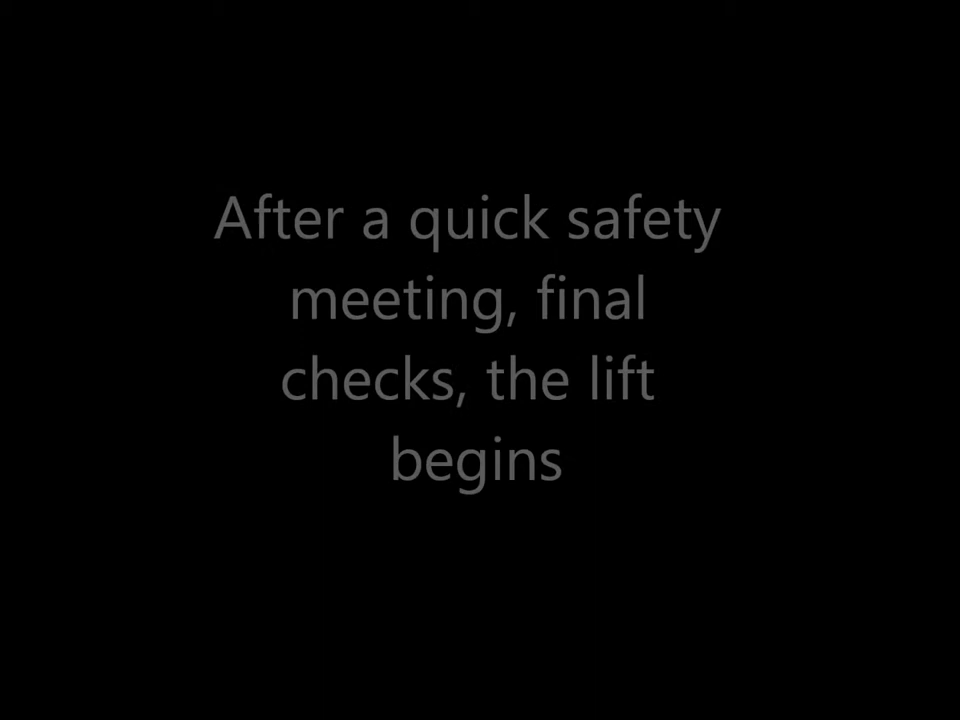 After a quick safety
meeting, final
checks, the lift
begins